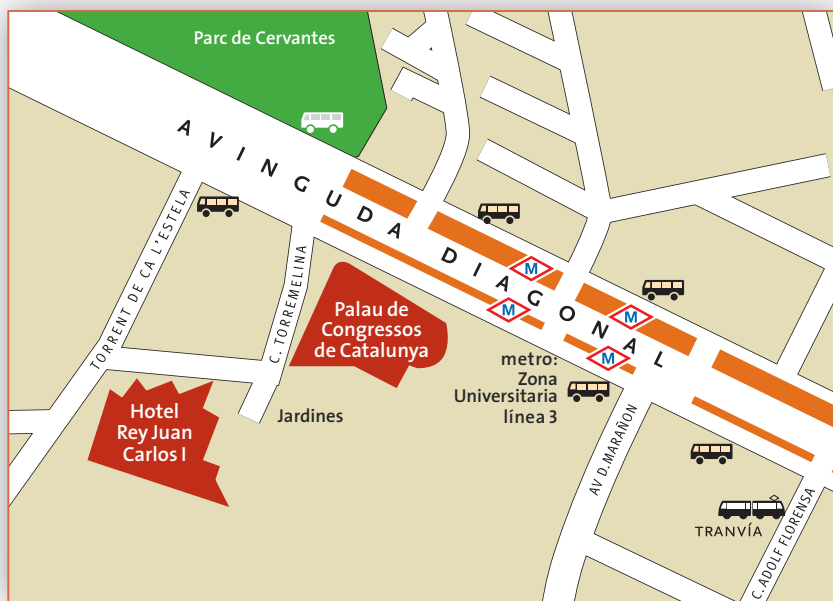 Parc de Cervantes
AVINGUDA DIAGONAL
TORRENT DE CA L'ESTELA
C. TORREMELINA
Palau de
Congressos
de Catalunya
M
M
M
M
metro:
Zona
Universitaria
línea 3
Hotel
Rey Juan
Carlos I
Jardines
AV D. MARAÑON
TRANVÍA
C. ADOLF FLORENSA